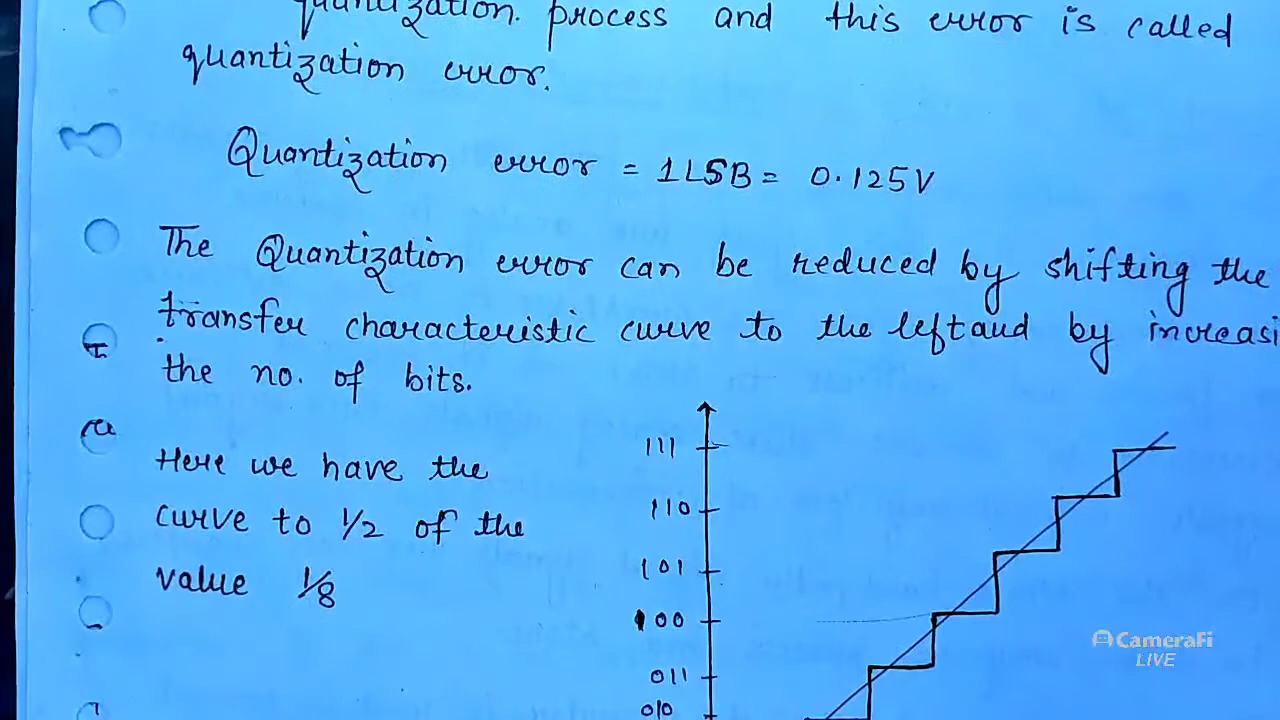 quantization. process and this error is called
quantization error.
Quantization error = 1LSB = 0.125V
The Quantization error can be reduced by shifting the
transfer characteristic curve to the left and by increasi
the no. of bits.
Here we have the
curve to 1/2 of the
value 1/8
111
110
101
100
011
010
CameraFi
LIVE